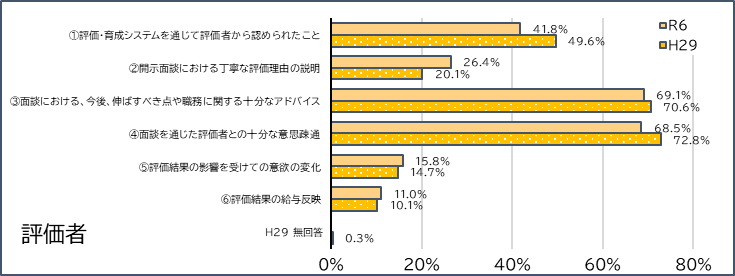 R6
H29
①評価・育成システムを通じて評価者から認められたこと
41.8%
49.6%
②開示面談における丁寧な評価理由の説明
26.4%
20.1%
③面談における、今後、伸ばすべき点や職務に関する十分なアドバイス
69.1%
70.6%
④面談を通じた評価者との十分な意思疎通
68.5%
72.8%
⑤評価結果の影響を受けての意欲の変化
15.8%
14.7%
⑥評価結果の給与反映
11.0%
10.1%
H29 無回答
0.3%
評価者
0% 20% 40% 60% 80%